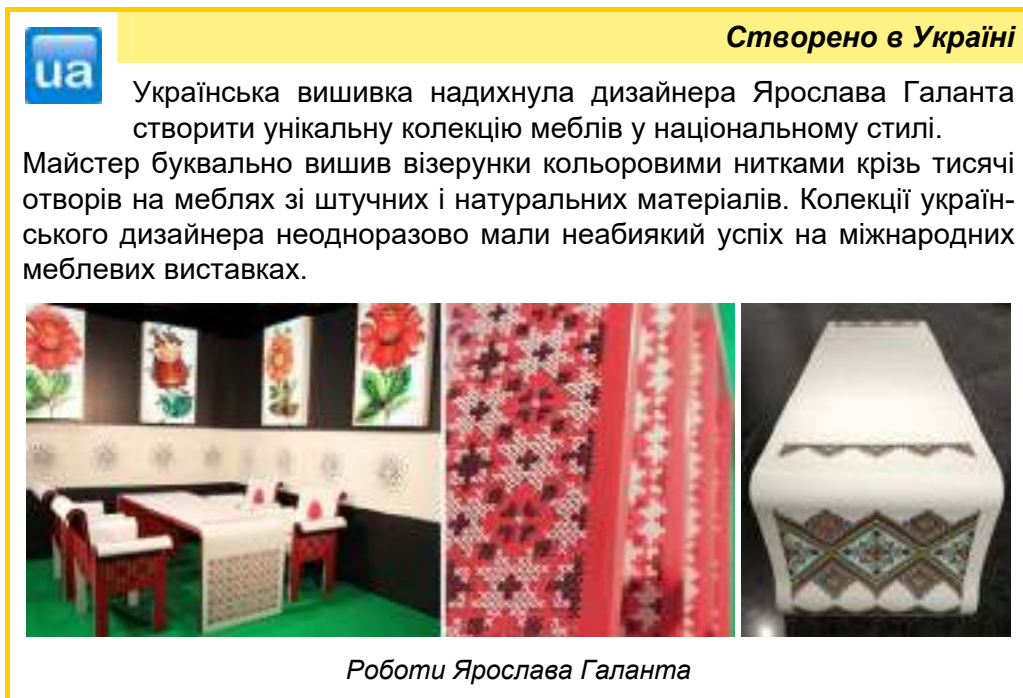 Створено в Україні
ua
Українська вишивка надихнула дизайнера Ярослава Галанта
створити унікальну колекцію меблів у національному стилі.
Майстер буквально вишив візерунки кольоровими нитками крізь тисячі
отворів на меблях зі штучних і натуральних матеріалів. Колекції україн-
ського дизайнера неодноразово мали неабиякий успіх на міжнародних
меблевих виставках.
Роботи Ярослава Галанта